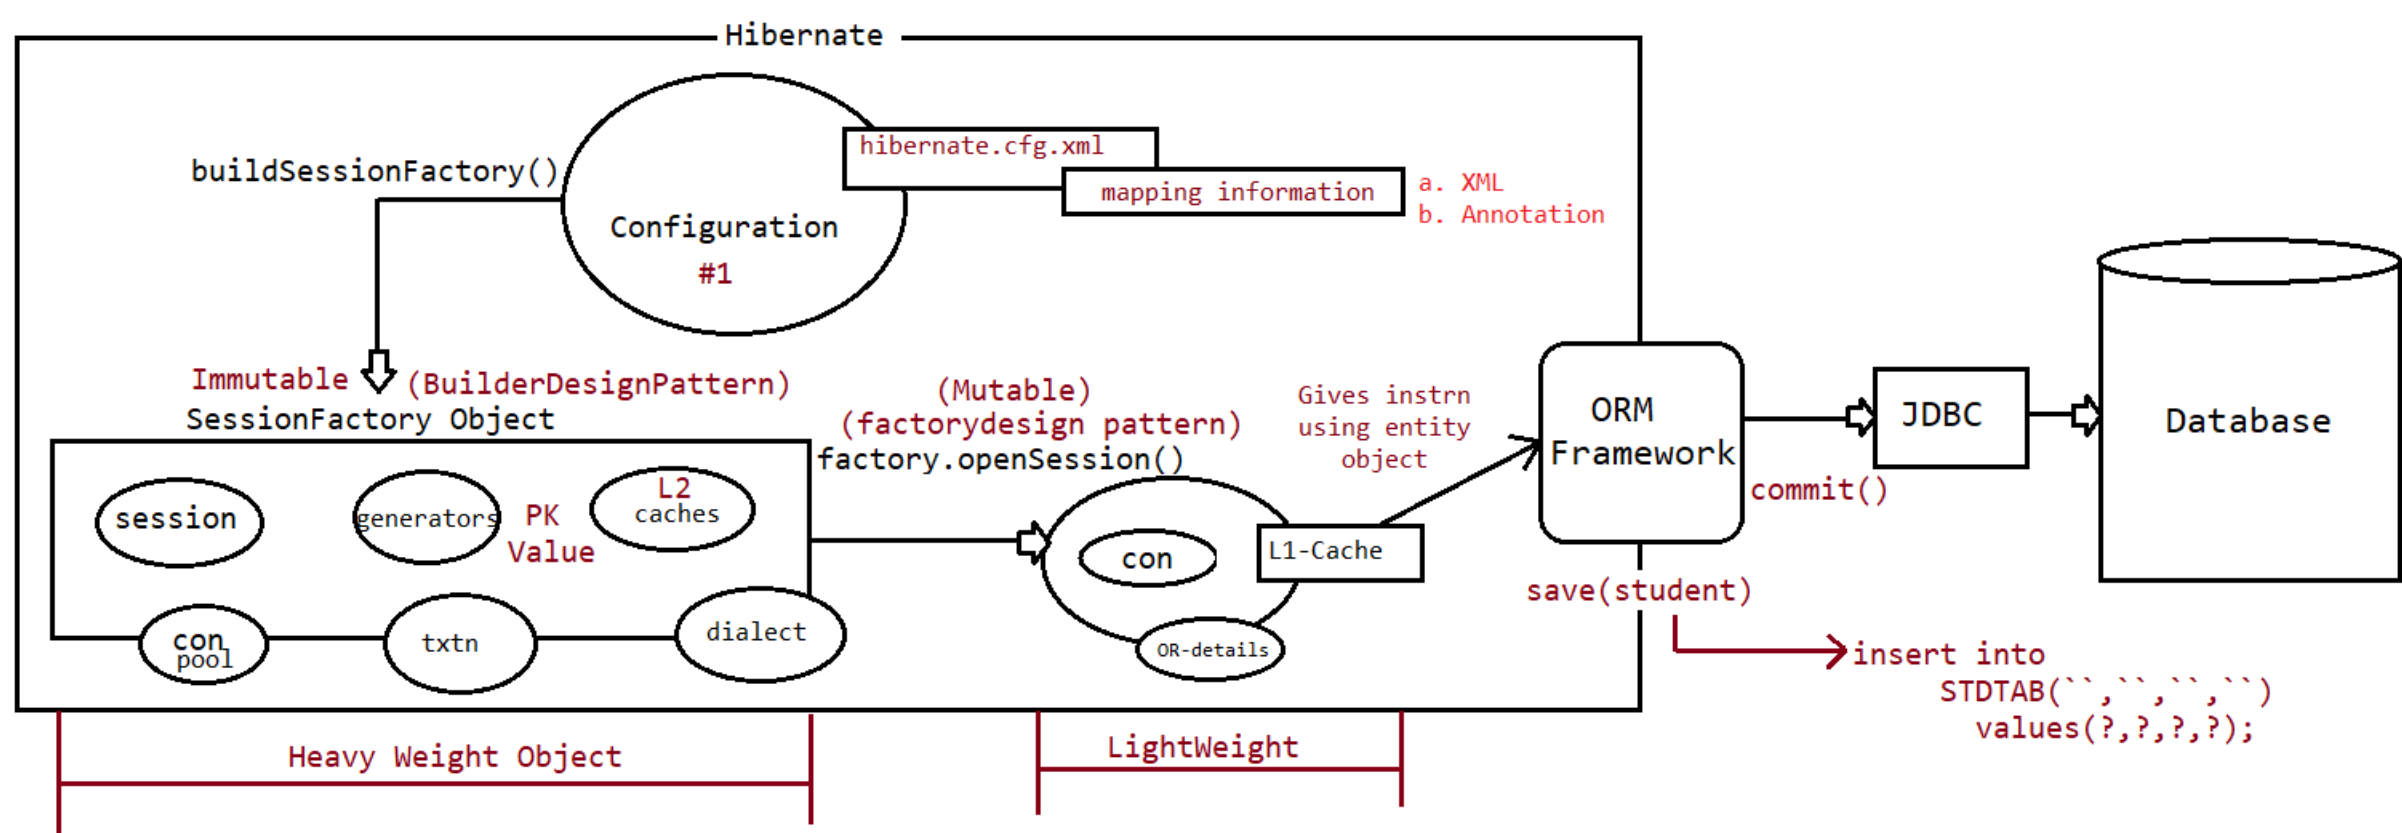 Hibernate
hibernate.cfg.xml
buildSessionFactory()
mapping information
a. XML
b. Annotation
Configuration
#1
Immutable
(BuilderDesignPattern)
SessionFactory Object
(Mutable)
(factorydesign pattern)
factory.openSession()
Gives instrn
using entity
object
ORM
Framework
JDBC
Database
commit()
session
generators
PK
Value
L2
caches
con
L1-Cache
OR-details
con
pool
txtn
dialect
save(student)
insert into
STDTAB(``,``,``,``)
values(?,?,?,?);
Heavy Weight Object
LightWeight